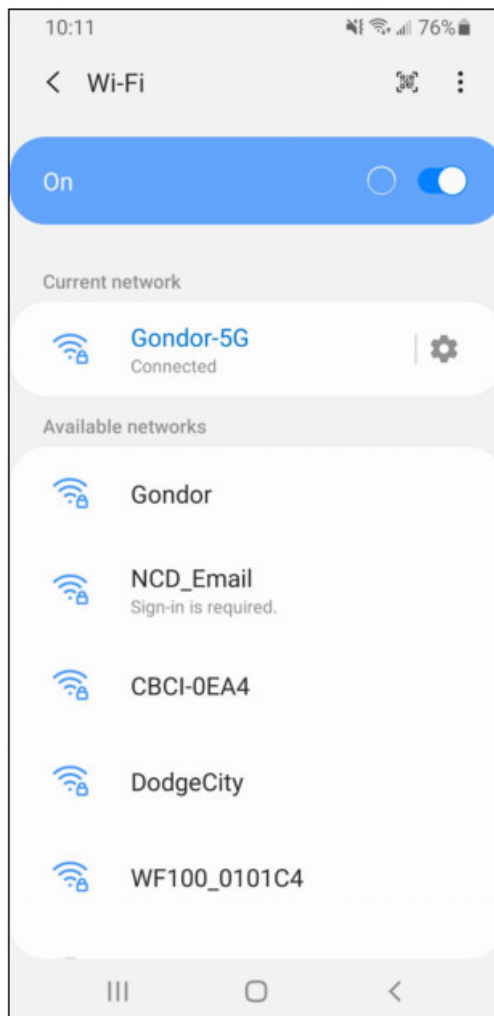 10:11 76%
Wi-Fi
On
Current network
Gondor-5G
Connected
Available networks
Gondor
NCD_Email
Sign-in is required.
CBCI-0EA4
DodgeCity
WF100_0101C4